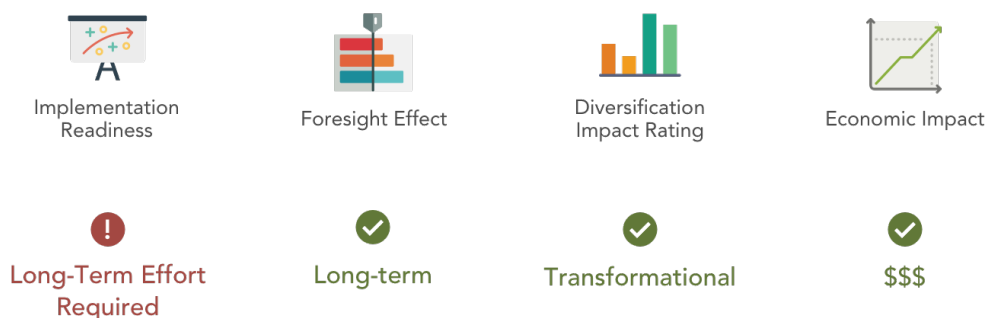 Implementation
Readiness
Foresight Effect
Diversification
Impact Rating
Economic Impact
Long-Term Effort
Required
Long-term
Transformational
$$$